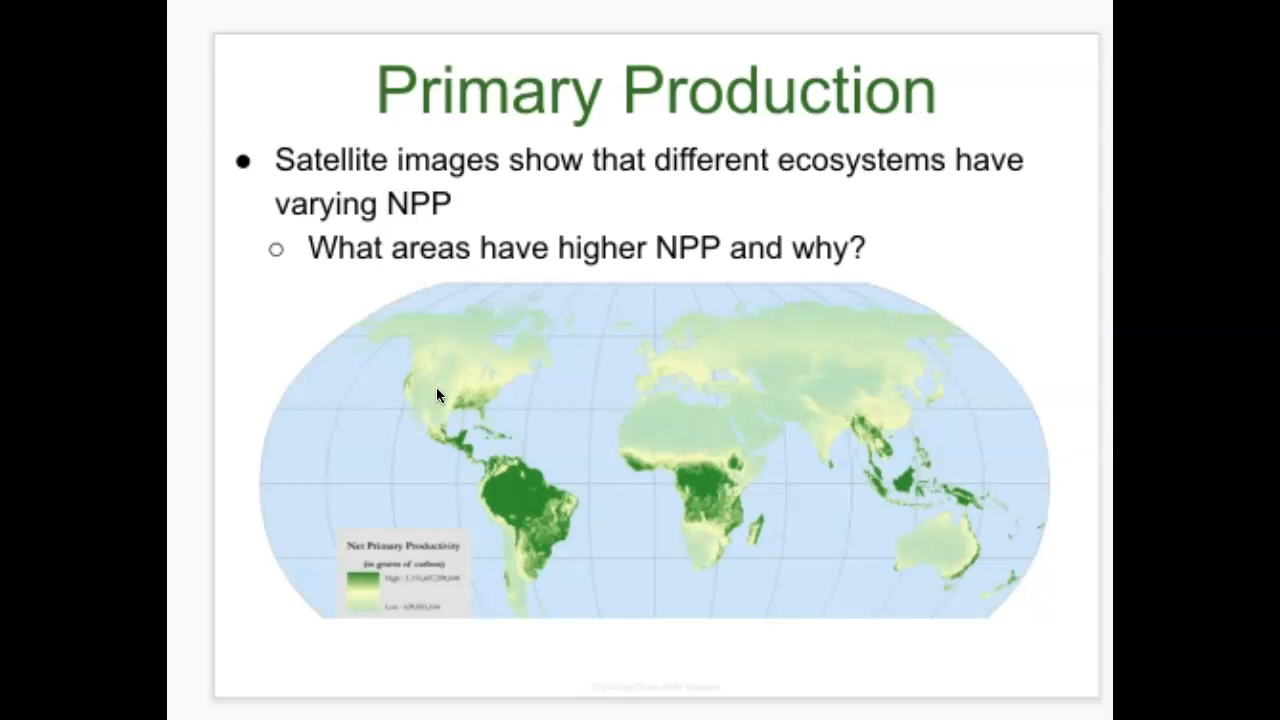 Primary Production
● Satellite images show that different ecosystems have
varying NPP
○ What areas have higher NPP and why?
Net Primary Productivity
(in grams of carbon)
High :
Low :